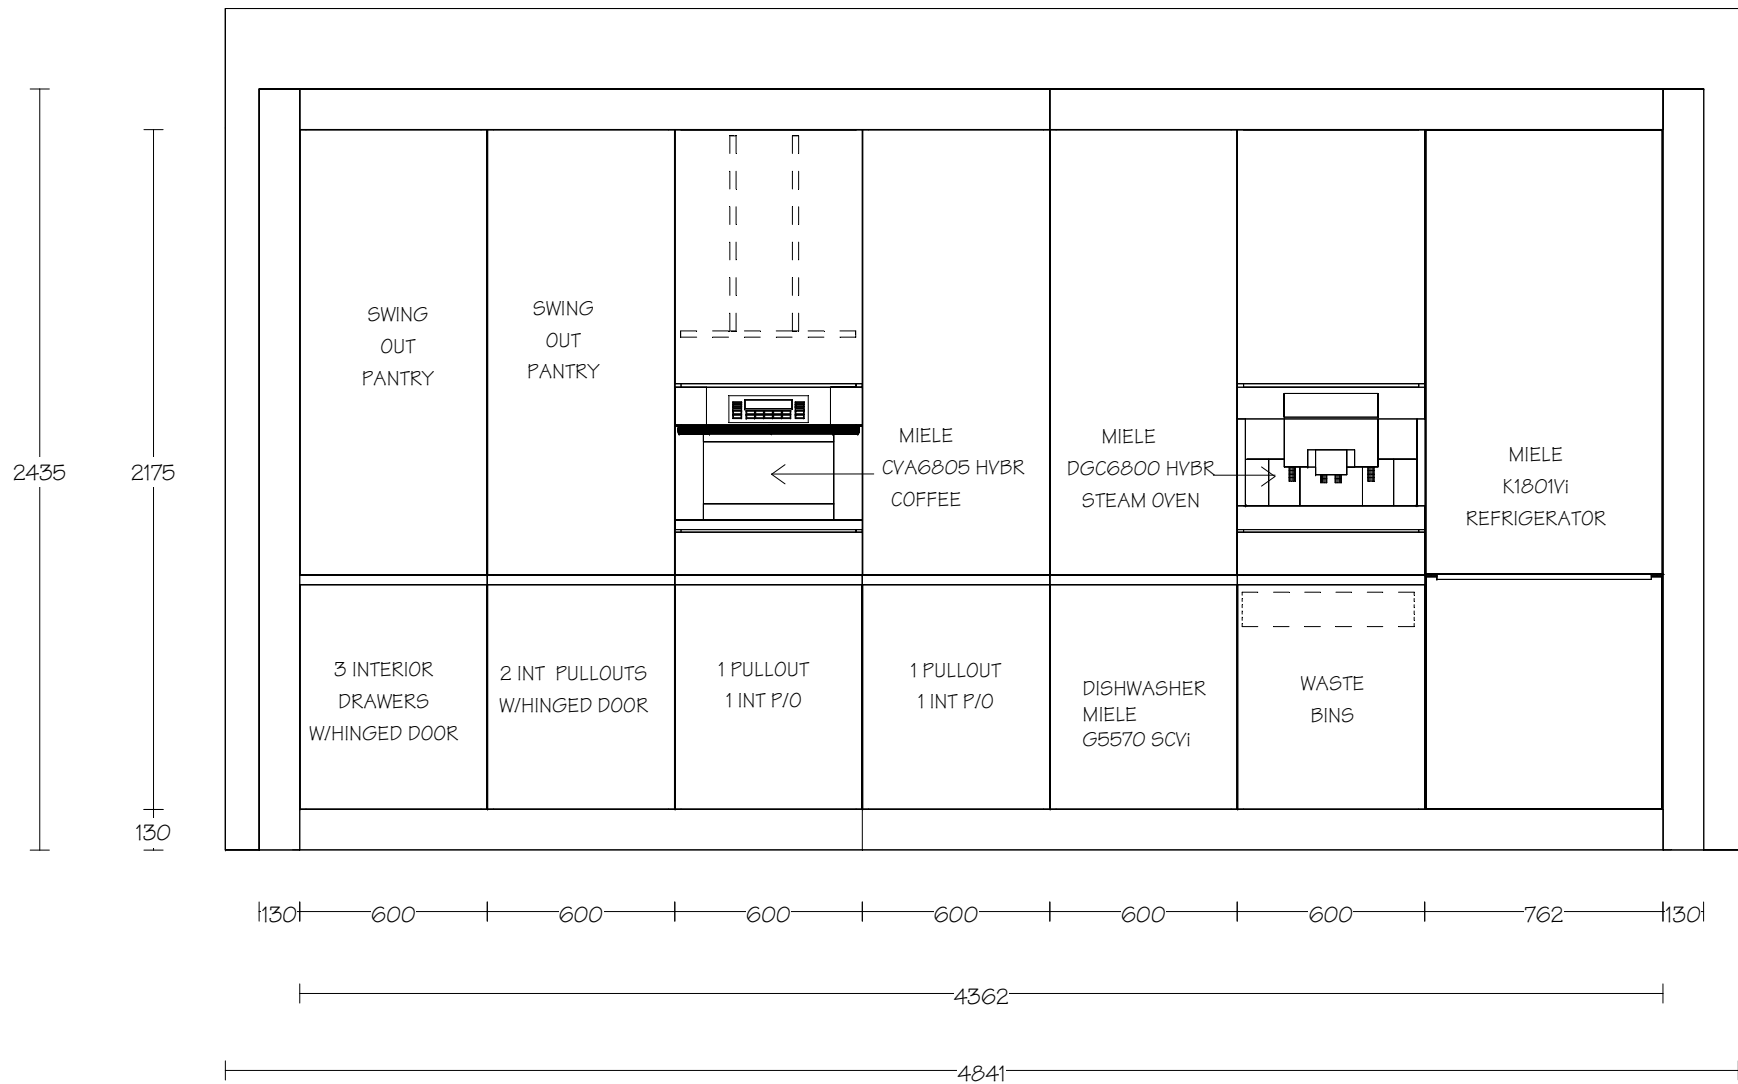 SWING
OUT
PANTRY
SWING
OUT
PANTRY
MIELE
CVA6805 HVBR
COFFEE
MIELE
DGC6800 HVBR
STEAM OVEN
MIELE
K1801Vi
REFRIGERATOR
2435
2175
130
3 INTERIOR
DRAWERS
W/HINGED DOOR
2 INT PULLOUTS
W/HINGED DOOR
1 PULLOUT
1 INT P/O
1 PULLOUT
1 INT P/O
DISHWASHER
MIELE
G5570 SCVi
WASTE
BINS
130 600 600 600 600 600 600 762 130
4362
4841